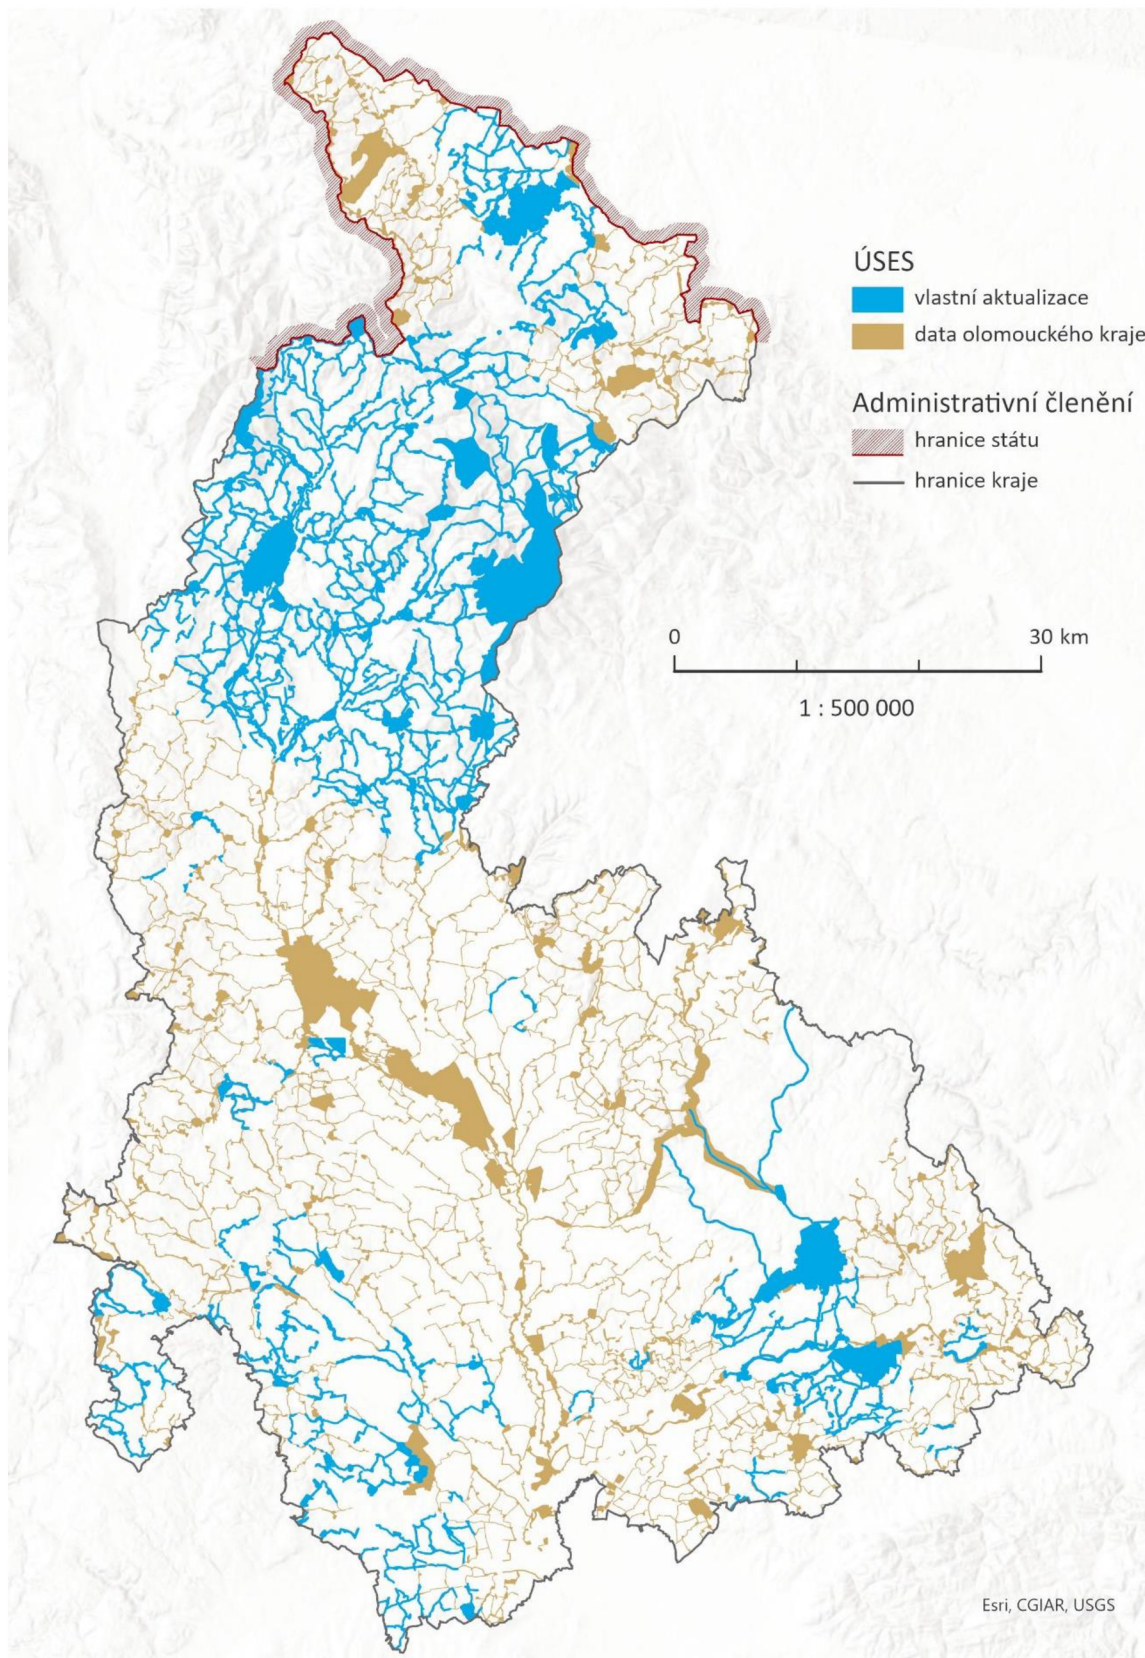 ÚSES
vlastní aktualizace
data olomouckého kraje
Administrativní členění
hranice státu
hranice kraje
0 30 km
1 : 500 000
Esri, CGIAR, USGS